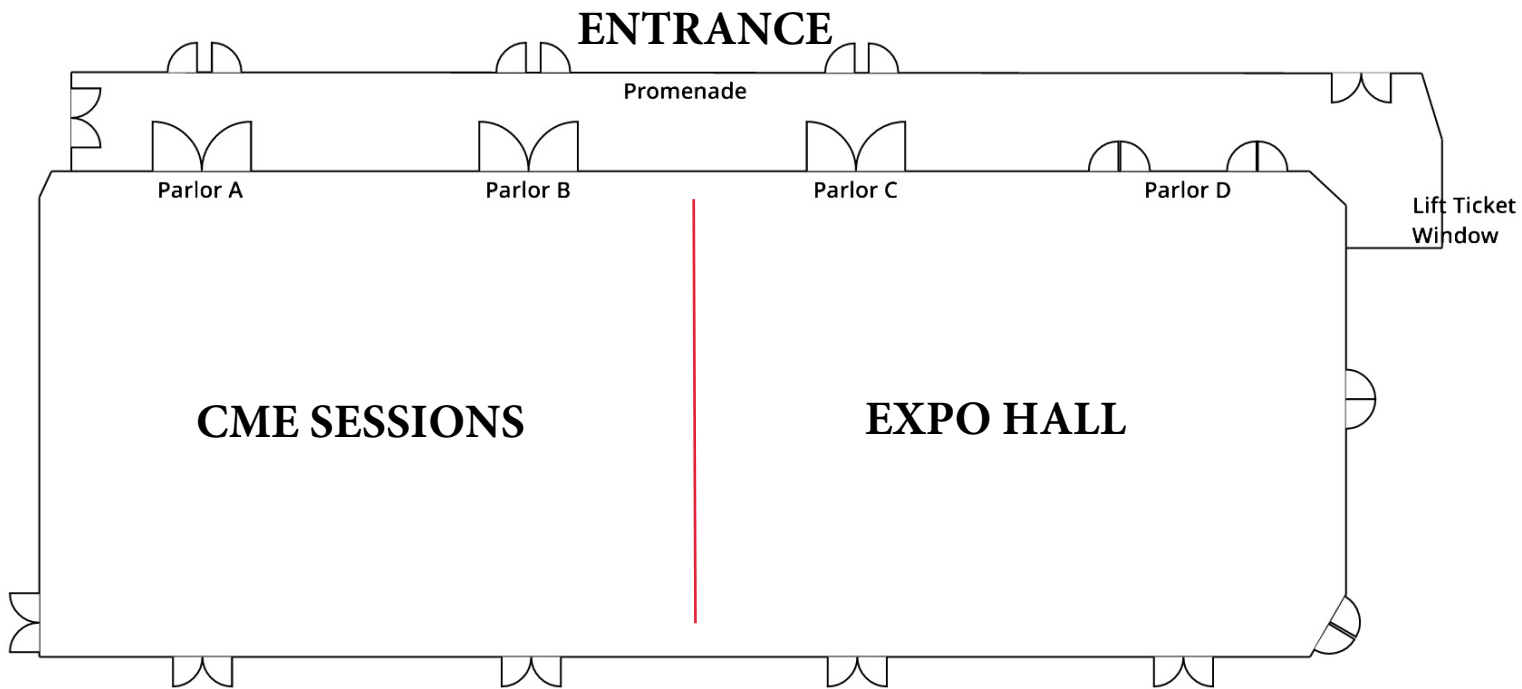 ENTRANCE
Promenade
Parlor A
Parlor B
Parlor C
Parlor D
Lift Ticket
Window
CME SESSIONS
EXPO HALL